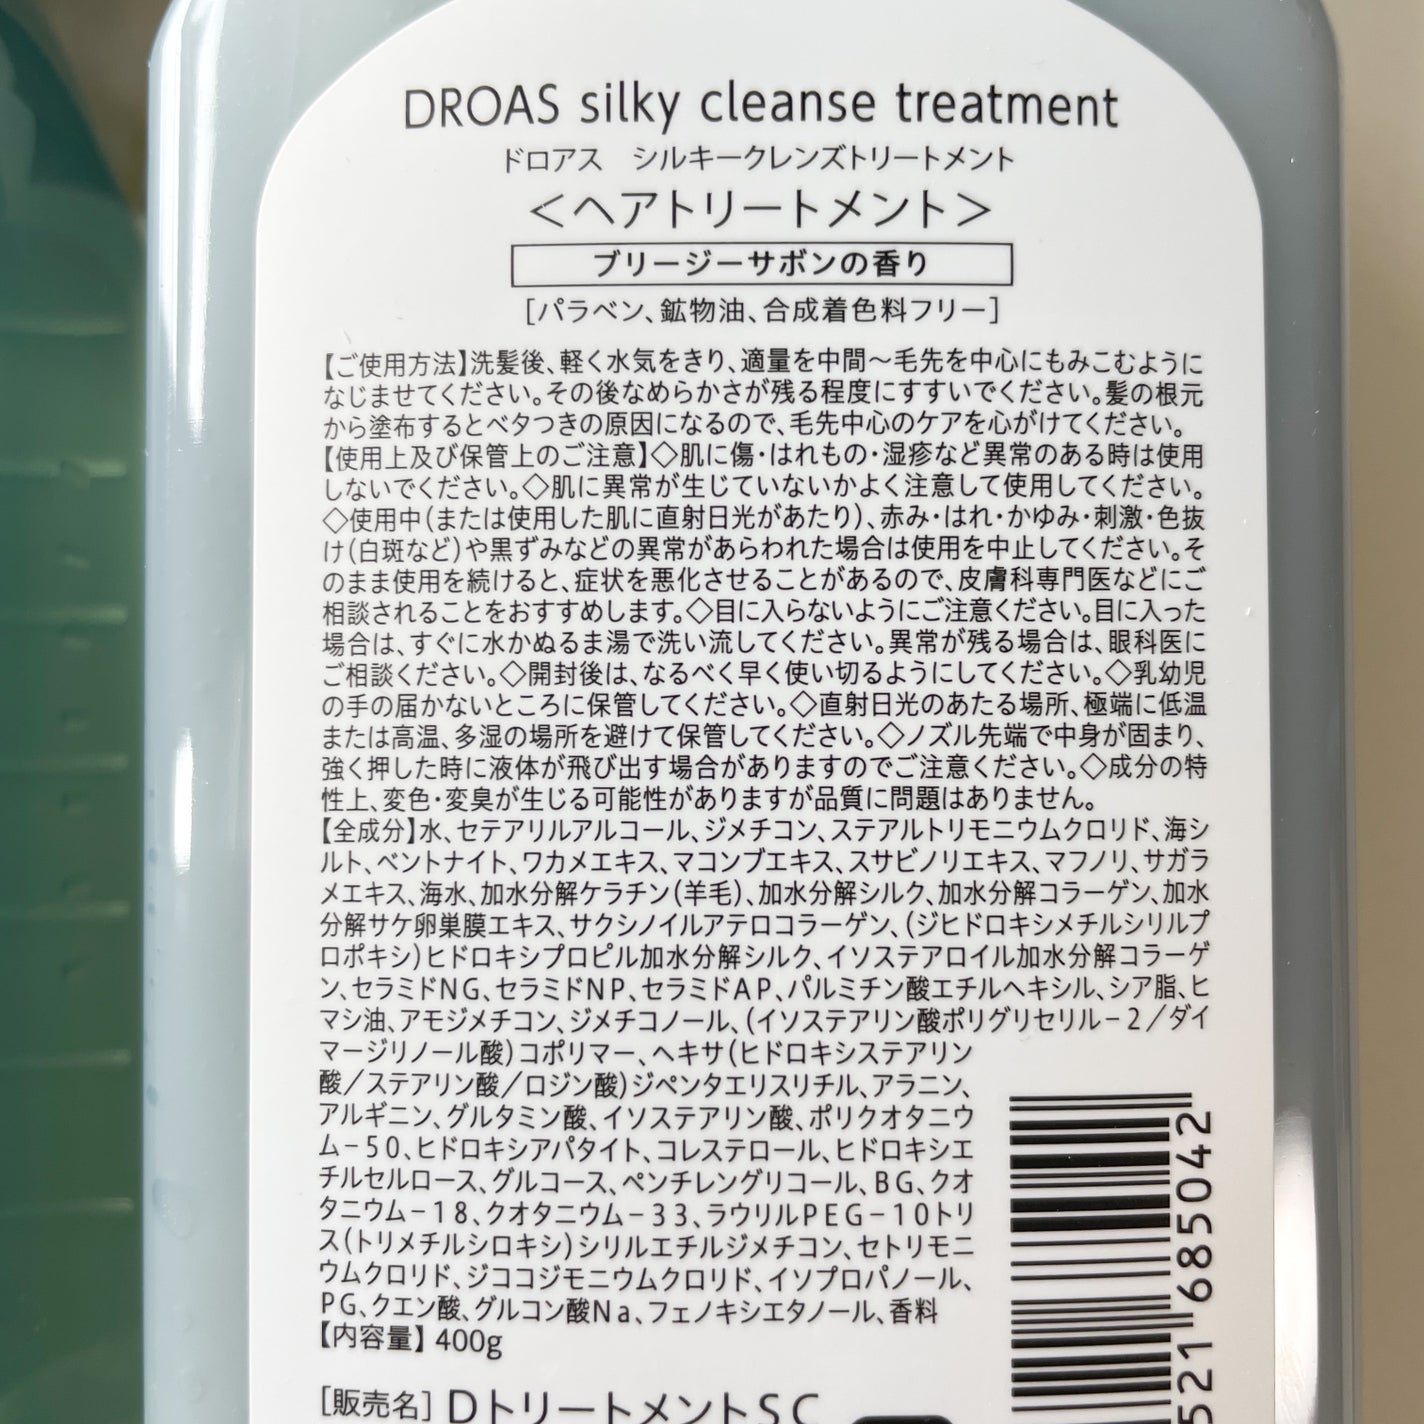 DROAS silky cleanse treatment
ドロアス　シルキークレンズトリートメント
＜ヘアトリートメント＞
ブリージーサボンの香り
［パラベン、鉱物油、合成着色料フリー］
【ご使用方法】洗髪後、軽く水気をきり、適量を中間～毛先を中心にもみこむように
なじませてください。その後なめらかさが残る程度にすすいでください。髪の根元
から塗布するとベタつきの原因になるので、毛先中心のケアを心がけてください。
【使用上及び保管上のご注意】◇肌に傷・はれもの・湿疹など異常のある時は使用
しないでください。◇肌に異常が生じていないかよく注意して使用してください。
◇使用中（または使用した肌に直射日光があたり）、赤み・はれ・かゆみ・刺激・色抜
け（白斑など）や黒ずみなどの異常があらわれた場合は使用を中止してください。そ
のまま使用を続けると、症状を悪化させることがあるので、皮膚科専門医などにご
相談されることをおすすめします。◇目に入らないようにご注意ください。目に入った
場合は、すぐに水かぬるま湯で洗い流してください。異常が残る場合は、眼科医に
ご相談ください。◇開封後は、なるべく早く使い切るようにしてください。◇乳幼児
の手の届かないところに保管してください。◇直射日光のあたる場所、極端に低温
または高温、多湿の場所を避けて保管してください。◇ノズル先端で中身が固まり、
強く押した時に液体が飛び出す場合がありますのでご注意ください。◇成分の特
性上、変色・変臭が生じる可能性がありますが品質に問題はありません。
【全成分】水、セテアリルアルコール、ジメチコン、ステアルトリモニウムクロリド、海シ
ルト、ベントナイト、ワカメエキス、マコンブエキス、スサビノリエキス、マフノリ、サガラ
メエキス、海水、加水分解ケラチン（羊毛）、加水分解シルク、加水分解コラーゲン、加水
分解サケ卵巣膜エキス、サクシノイルアテロコラーゲン、（ジヒドロキシメチルシリルプ
ロポキシ）ヒドロキシプロピル加水分解シルク、イソステアロイル加水分解コラーゲ
ン、セラミドNG、セラミドNP、セラミドAP、パルミチン酸エチルヘキシル、シア脂、ヒ
マシ油、アモジメチコン、ジメチコノール、（イソステアリン酸ポリグリセリル－2／ダイ
マージリノール酸）コポリマー、ヘキサ（ヒドロキシステアリン
酸／ステアリン酸／ロジン酸）ジペンタエリスリチル、アラニン、
アルギニン、グルタミン酸、イソステアリン酸、ポリクオタニウ
ム－50、ヒドロキシアパタイト、コレステロール、ヒドロキシエ
チルセルロース、グルコース、ペンチレングリコール、BG、クオ
タニウム－18、クオタニウム－33、ラウリルPEG－10トリ
ス（トリメチルシロキシ）シリルエチルジメチコン、セトリモニ
ウムクロリド、ジココジモニウムクロリド、イソプロパノール、
PG、クエン酸、グルコン酸Na、フェノキシエタノール、香料
【内容量】400g
［販売名］DトリートメントSC
521 685042